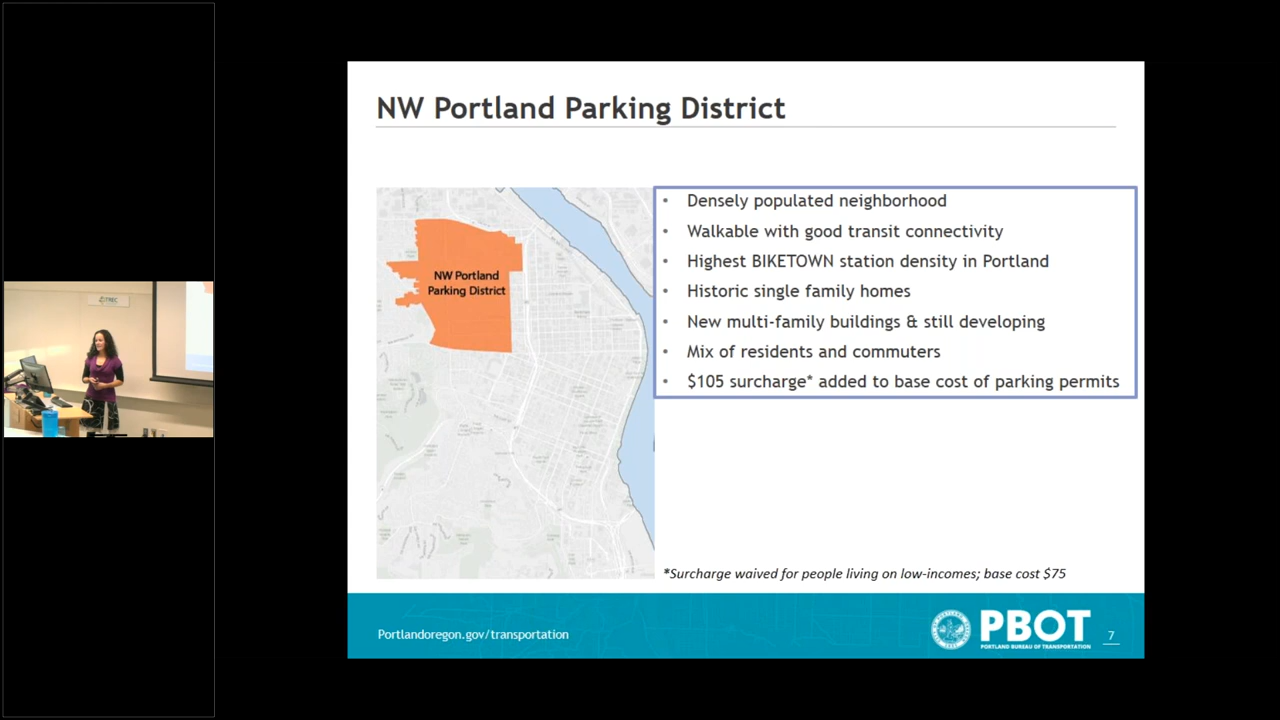 NW Portland Parking District
NW Portland
Parking District
• Densely populated neighborhood
• Walkable with good transit connectivity
• Highest BIKETOWN station density in Portland
• Historic single family homes
• New multi-family buildings & still developing
• Mix of residents and commuters
• $105 surcharge* added to base cost of parking permits
*Surcharge waived for people living on low-incomes; base cost $75
Portlandoregon.gov/transportation
PBOT
PORTLAND BUREAU OF TRANSPORTATION
7
TREC